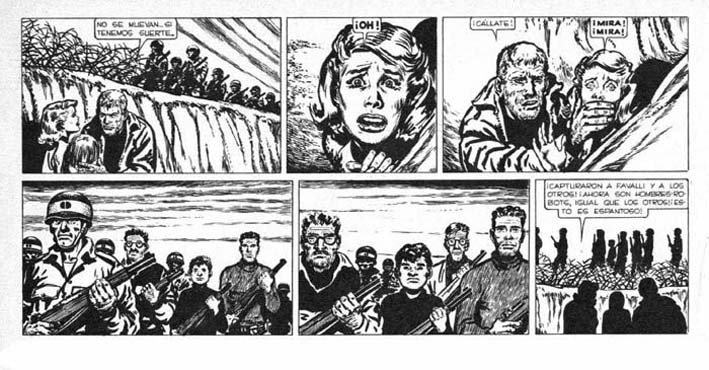 NO SE MUEVAN... SI
TENEMOS SUERTE...
¡OH!
¡CÁLLATE!
¡MIRA!
¡MIRA!
¡CAPTURARON A FAVALLI Y A LOS
OTROS! ¡AHORA SON HOMBRES-RO-
BOTS, IGUAL QUE LOS OTROS! ¡ES-
TO ES ESPANTOSO!